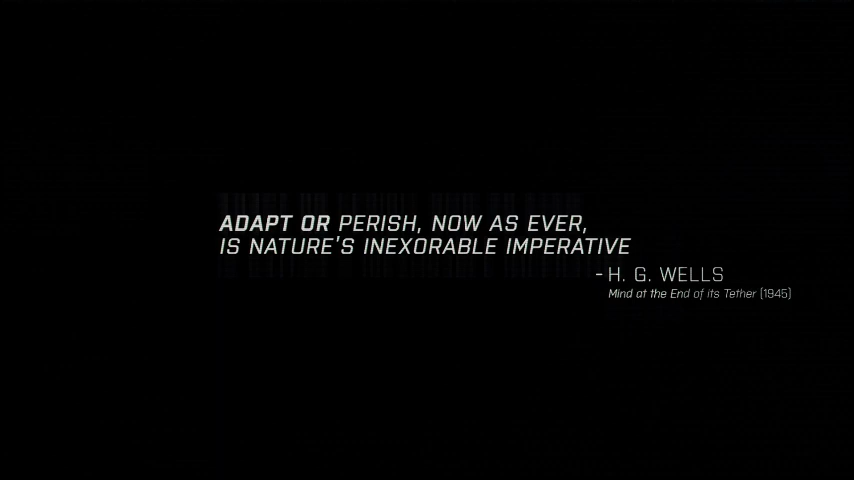 ADAPT OR PERISH, NOW AS EVER,
IS NATURE'S INEXORABLE IMPERATIVE
- H. G. WELLS
Mind at the End of its Tether (1945)